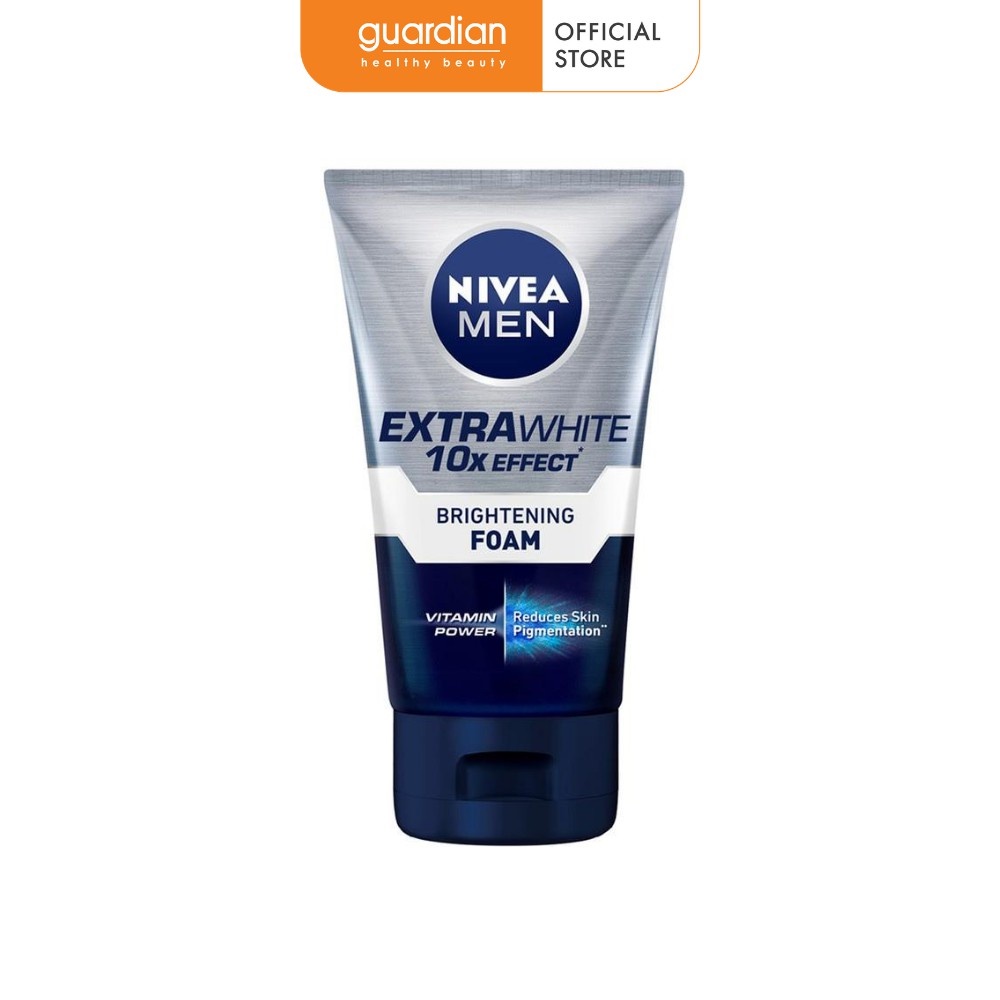 guardian
healthy beauty
OFFICIAL
STORE
NIVEA
MEN
EXTRAWHITE
10X EFFECT*
BRIGHTENING
FOAM
VITAMIN
POWER
Reduces Skin
Pigmentation**